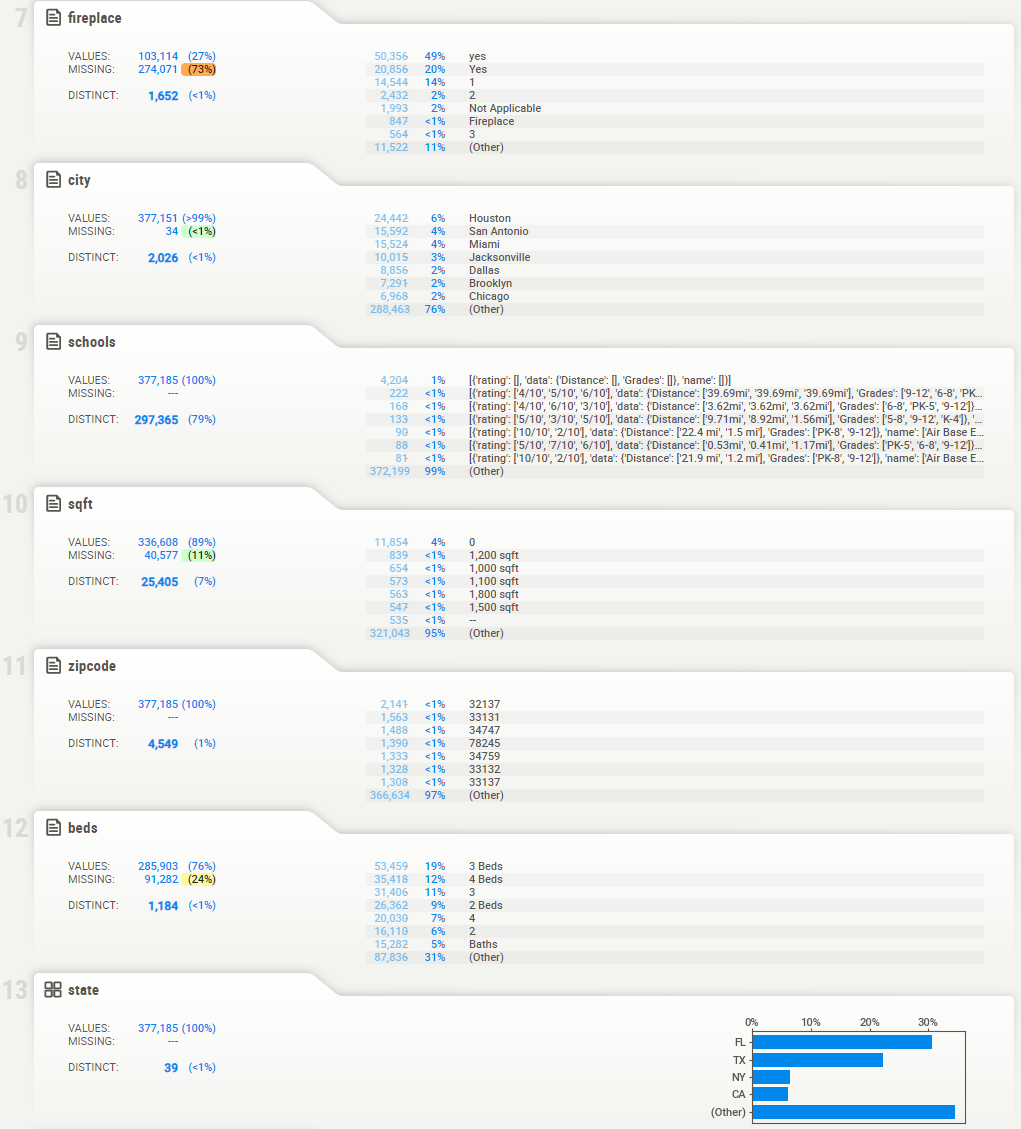 7 fireplace
VALUES: 103,114 (27%)
MISSING: 274,071 (73%)
DISTINCT: 1,652 (<1%)
50,356 49% yes
20,856 20% Yes
14,544 14% 1
2,432 2% 2
1,993 2% Not Applicable
847 <1% Fireplace
564 <1% 3
11,522 11% (Other)
8 city
VALUES: 377,151 (>99%)
MISSING: 34 (<1%)
DISTINCT: 2,026 (<1%)
24,442 6% Houston
15,592 4% San Antonio
15,524 4% Miami
10,015 3% Jacksonville
8,856 2% Dallas
7,291 2% Brooklyn
6,968 2% Chicago
288,463 76% (Other)
9 schools
VALUES: 377,185 (100%)
MISSING: ---
DISTINCT: 297,365 (79%)
4,204 1% [{'rating': [], 'data': {'Distance': [], 'Grades': []}, 'name': []}]
222 <1% [{'rating': ['4/10', '5/10', '6/10'], 'data': {'Distance': ['39.69mi', '39.69mi', '39.69mi'], 'Grades': ['9-12', '6-8', 'PK...
168 <1% [{'rating': ['4/10', '6/10', '3/10'], 'data': {'Distance': ['3.62mi', '3.62mi', '3.62mi'], 'Grades': ['6-8', 'PK-5', '9-12']}...
133 <1% [{'rating': ['5/10', '3/10', '5/10'], 'data': {'Distance': ['9.71mi', '8.92mi', '1.56mi'], 'Grades': ['5-8', '9-12', 'K-4']}, '...
90 <1% [{'rating': ['10/10', '2/10'], 'data': {'Distance': ['22.4 mi', '1.5 mi'], 'Grades': ['PK-8', '9-12']}, 'name': ['Air Base E...
88 <1% [{'rating': ['5/10', '7/10', '6/10'], 'data': {'Distance': ['0.53mi', '0.41mi', '1.17mi'], 'Grades': ['PK-5', '6-8', '9-12']}...
81 <1% [{'rating': ['10/10', '2/10'], 'data': {'Distance': ['21.9 mi', '1.2 mi'], 'Grades': ['PK-8', '9-12']}, 'name': ['Air Base E...
372,199 99% (Other)
10 sqft
VALUES: 336,608 (89%)
MISSING: 40,577 (11%)
DISTINCT: 25,405 (7%)
11,854 4% 0
839 <1% 1,200 sqft
654 <1% 1,000 sqft
573 <1% 1,100 sqft
563 <1% 1,800 sqft
547 <1% 1,500 sqft
535 <1% --
321,043 95% (Other)
11 zipcode
VALUES: 377,185 (100%)
MISSING: ---
DISTINCT: 4,549 (1%)
2,141 <1% 32137
1,563 <1% 33131
1,488 <1% 34747
1,390 <1% 78245
1,333 <1% 34759
1,328 <1% 33132
1,308 <1% 33137
366,634 97% (Other)
12 beds
VALUES: 285,903 (76%)
MISSING: 91,282 (24%)
DISTINCT: 1,184 (<1%)
53,459 19% 3 Beds
35,418 12% 4 Beds
31,406 11% 3
26,362 9% 2 Beds
20,030 7% 4
16,110 6% 2
15,282 5% Baths
87,836 31% (Other)
13 state
VALUES: 377,185 (100%)
MISSING: ---
DISTINCT: 39 (<1%)
0% 10% 20% 30%
FL
TX
NY
CA
(Other)